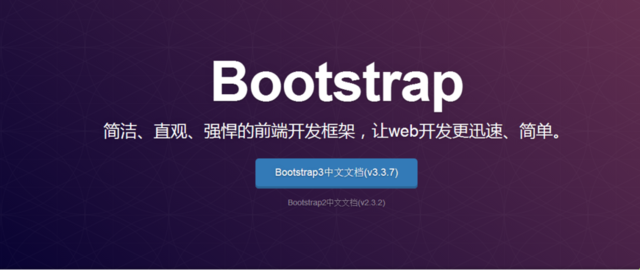 Bootstrap
简洁、直观、强悍的前端开发框架，让web开发更迅速、简单。
Bootstrap3中文文档(v3.3.7)
Bootstrap2中文文档(v2.3.2)